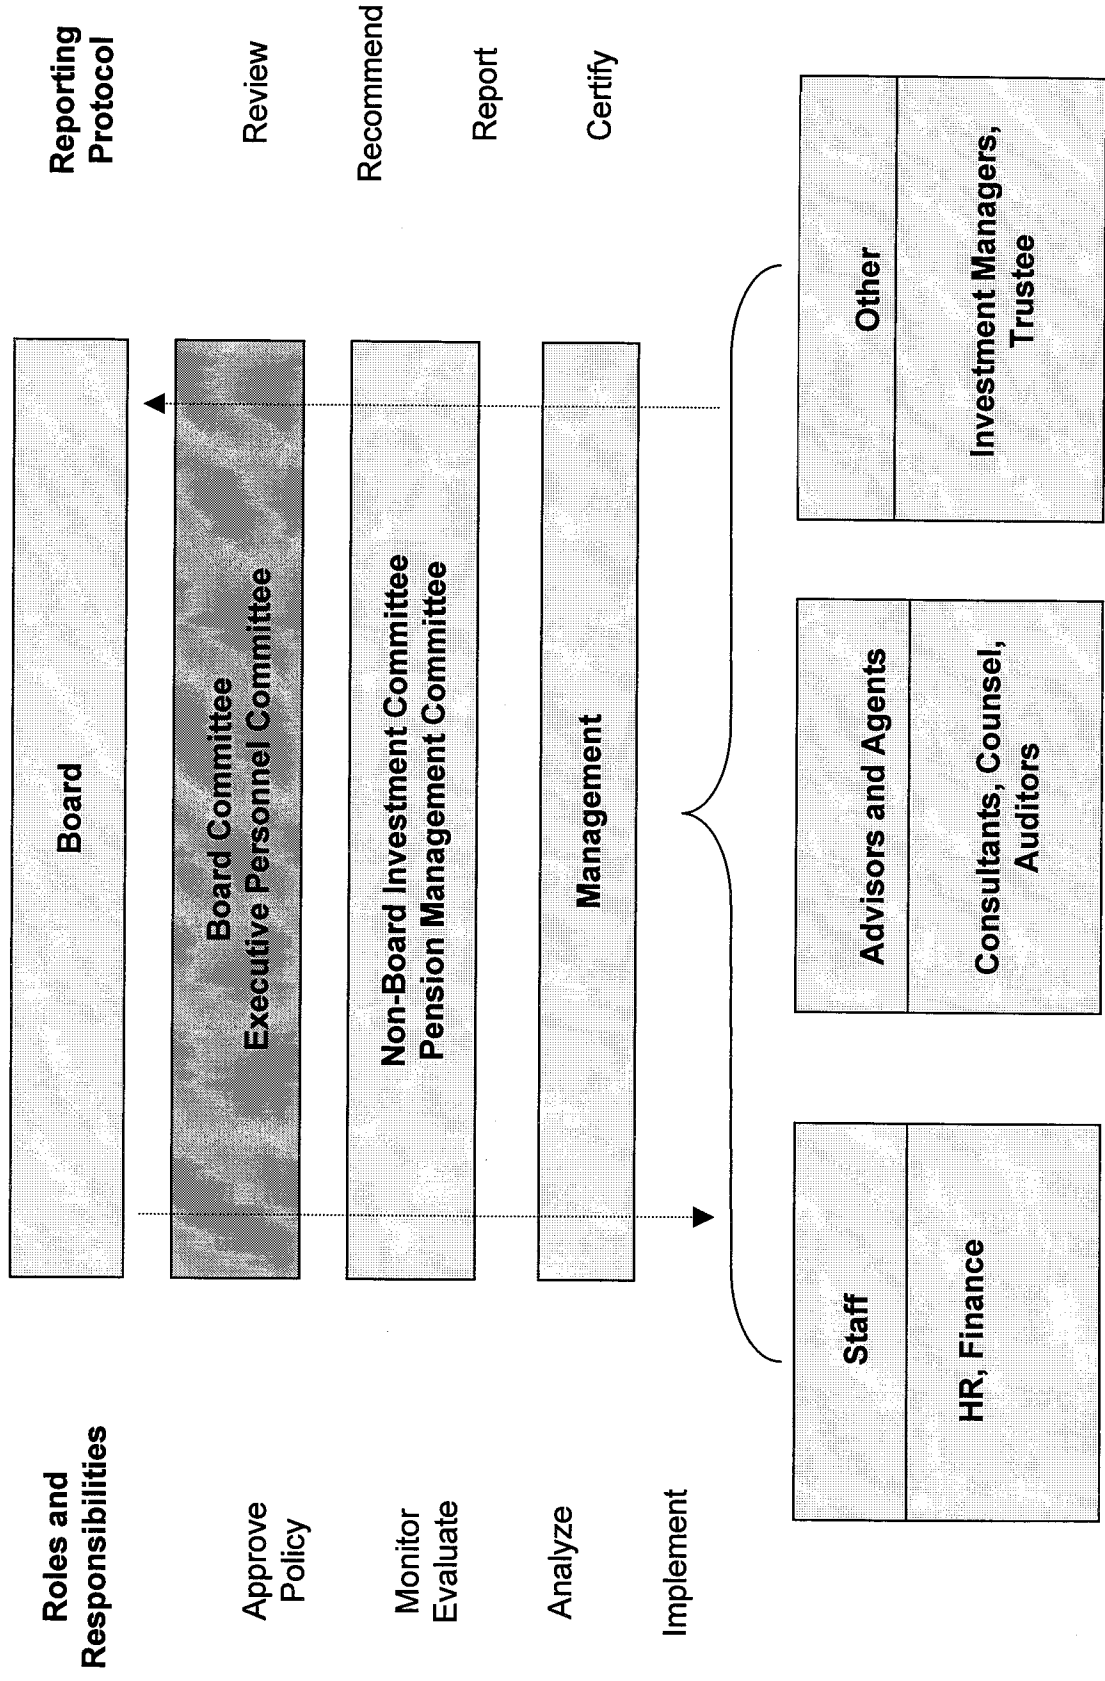 Roles and
Responsibilities
Approve
Policy
Monitor
Evaluate
Analyze
Implement
Board
Board Committee
Executive Personnel Committee
Non-Board Investment Committee
Pension Management Committee
Management
Reporting
Protocol
Review
Recommend
Report
Certify
Staff
HR, Finance
Advisors and Agents
Consultants, Counsel,
Auditors
Other
Investment Managers,
Trustee